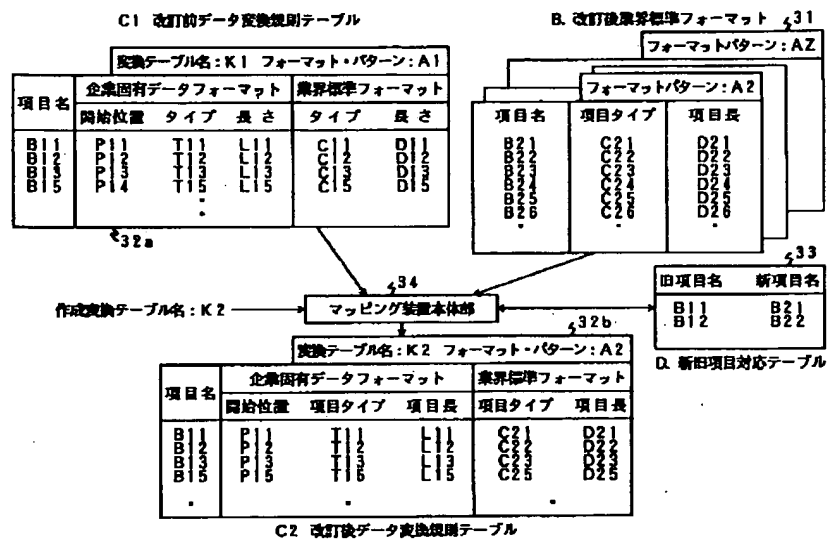 C1 改訂前データ変換規則テーブル
変換テーブル名:K1 フォーマット・パターン:A1
項目名 企業固有データフォーマット 業界標準フォーマット
開始位置 タイプ 長さ タイプ 長さ
B11 P11 T11 L11 C11 D11
B12 P12 T12 L12 C12 D12
B13 P13 T13 L13 C13 D13
B15 P14 T15 L15 C15 D15
32a
B. 改訂後業界標準フォーマット 31
フォーマットパターン:AZ
フォーマットパターン:A2
項目名 項目タイプ 項目長
B21 C21 D21
B22 C22 D22
B23 C23 D23
B24 C24 D24
B25 C25 D25
B26 C26 D26
33
旧項目名 新項目名
B11 B21
B12 B22
D. 新旧項目対応テーブル
34
作成変換テーブル名:K2
マッピング装置本体部
32b
変換テーブル名:K2 フォーマット・パターン:A2
項目名 企業固有データフォーマット 業界標準フォーマット
開始位置 項目タイプ 項目長 項目タイプ 項目長
B11 P11 T11 L11 C21 D21
B12 P12 T12 L12 C22 D22
B13 P13 T13 L13 C23 D23
B15 P15 T16 L15 C25 D25
C2 改訂後データ変換規則テーブル